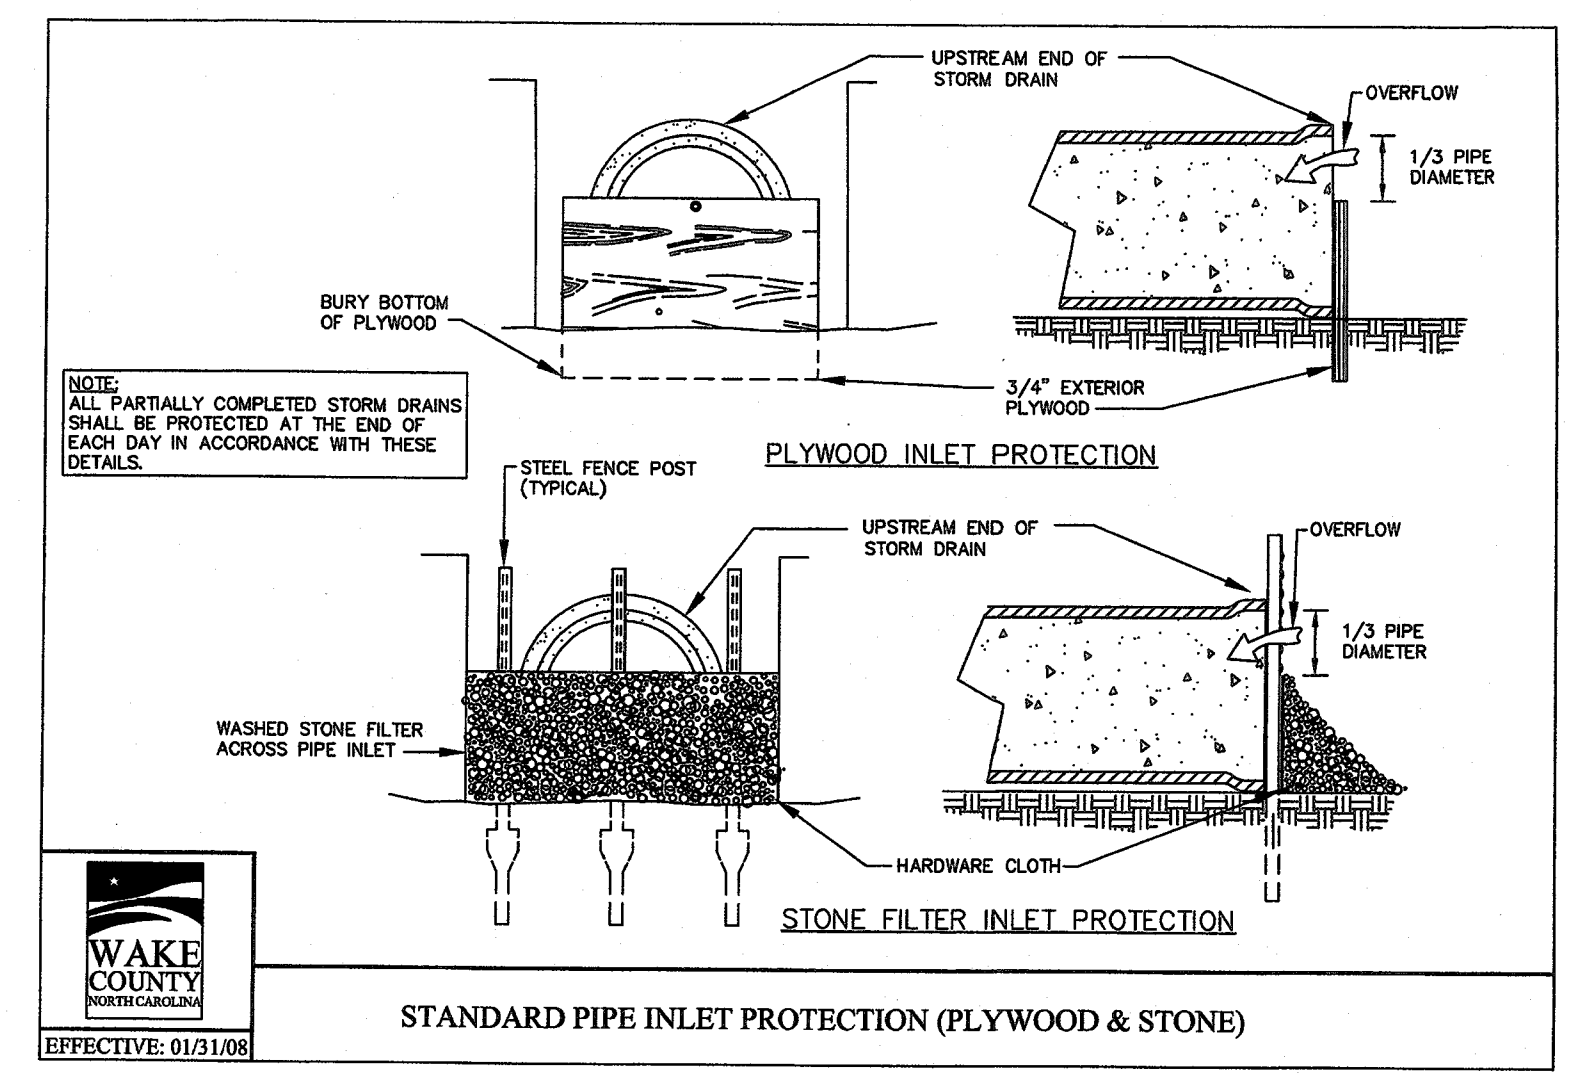 UPSTREAM END OF
STORM DRAIN
OVERFLOW
1/3 PIPE
DIAMETER
BURY BOTTOM
OF PLYWOOD
3/4" EXTERIOR
PLYWOOD
NOTE:
ALL PARTIALLY COMPLETED STORM DRAINS
SHALL BE PROTECTED AT THE END OF
EACH DAY IN ACCORDANCE WITH THESE
DETAILS.
PLYWOOD INLET PROTECTION
STEEL FENCE POST
(TYPICAL)
UPSTREAM END OF
STORM DRAIN
OVERFLOW
1/3 PIPE
DIAMETER
WASHED STONE FILTER
ACROSS PIPE INLET
HARDWARE CLOTH
STONE FILTER INLET PROTECTION
WAKE
COUNTY
NORTH CAROLINA
STANDARD PIPE INLET PROTECTION (PLYWOOD & STONE)
EFFECTIVE: 01/31/08